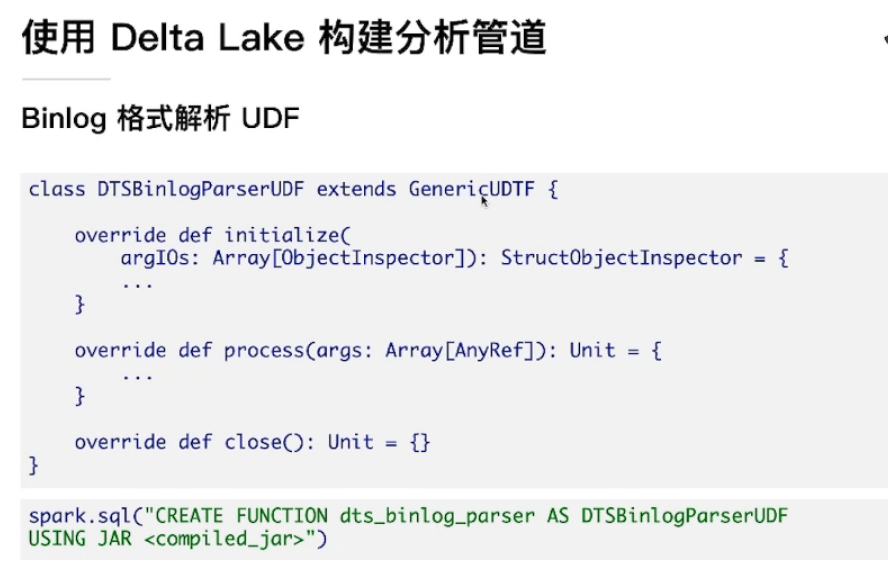 使用 Delta Lake 构建分析管道
Binlog 格式解析 UDF
class DTSBinlogParserUDF extends GenericUDTF {
override def initialize(
argIOs: Array[ObjectInspector]): StructObjectInspector = {
...
}
override def process(args: Array[AnyRef]): Unit = {
...
}
override def close(): Unit = {}
}
spark.sql("CREATE FUNCTION dts_binlog_parser AS DTSBinlogParserUDF
USING JAR <compiled_jar>")